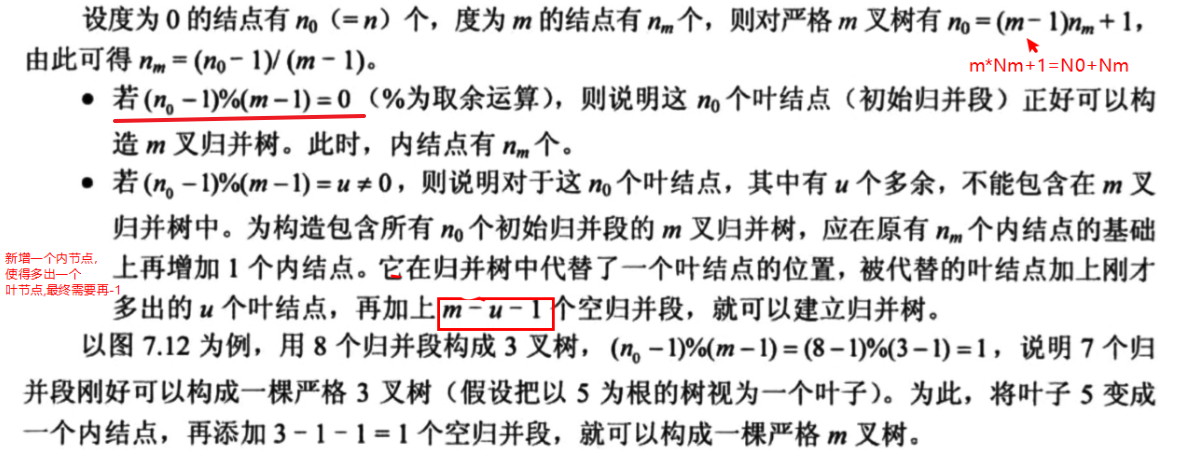 设度为 0 的结点有 n₀（= n）个，度为 m 的结点有 nₘ个，则对严格 m 叉树有 n₀ = (m − 1)nₘ + 1，
由此可得 nₘ = (n₀ − 1)/ (m − 1)。
m*Nm+1=N0+Nm
● 若 (n₀ − 1)%(m − 1) = 0（%为取余运算），则说明这 n₀ 个叶结点（初始归并段）正好可以构
造 m 叉归并树。此时，内结点有 nₘ 个。
● 若 (n₀ − 1)%(m − 1) = u ≠ 0，则说明对于这 n₀ 个叶结点，其中有 u 个多余，不能包含在 m 叉
归并树中。为构造包含所有 n₀ 个初始归并段的 m 叉归并树，应在原有 nₘ 个内结点的基础
上再增加 1 个内结点。它在归并树中代替了一个叶结点的位置，被代替的叶结点加上刚才
多出的 u 个叶结点，再加上 m − u − 1 个空归并段，就可以建立归并树。
新增一个内节点，
使得多出一个
叶节点,最终需要再-1
以图 7.12 为例，用 8 个归并段构成 3 叉树，(n₀ − 1)%(m − 1) = (8 − 1)%(3 − 1) = 1，说明 7 个归
并段刚好可以构成一棵严格 3 叉树（假设把以 5 为根的树视为一个叶子）。为此，将叶子 5 变成
一个内结点，再添加 3 − 1 − 1 = 1 个空归并段，就可以构成一棵严格 m 叉树。